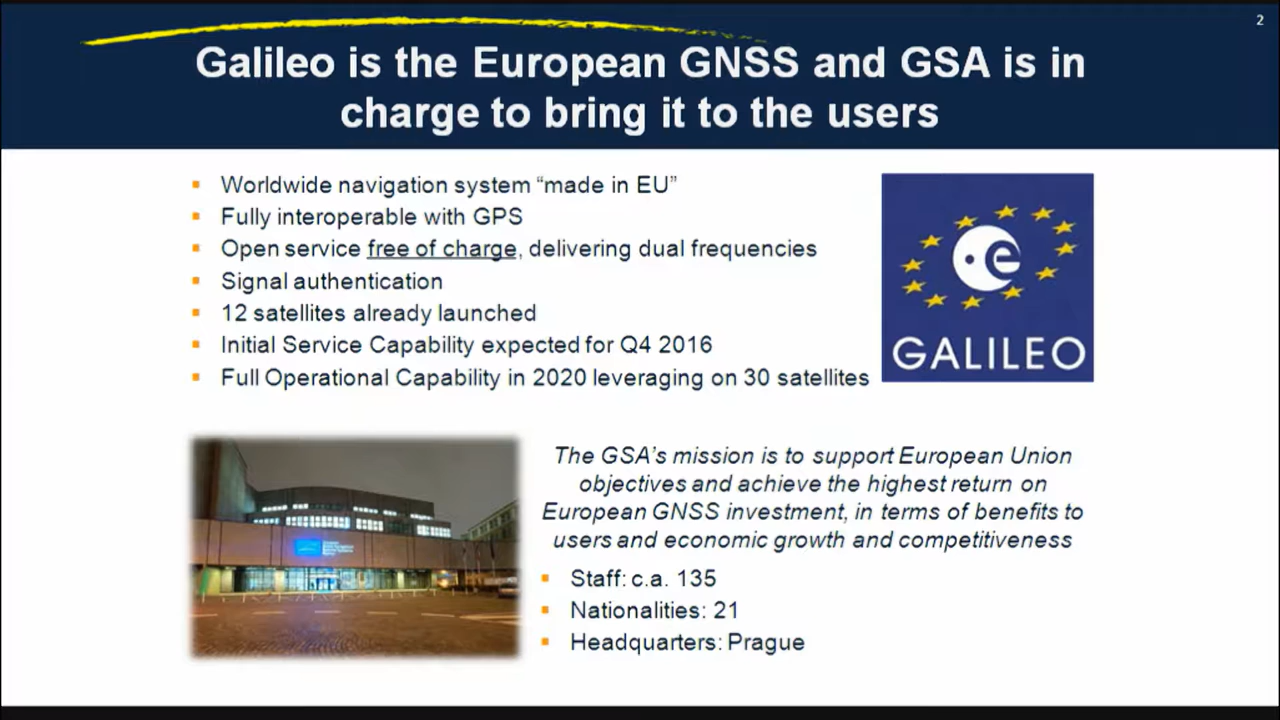 2
Galileo is the European GNSS and GSA is in
charge to bring it to the users
Worldwide navigation system “made in EU”
Fully interoperable with GPS
Open service free of charge, delivering dual frequencies
Signal authentication
12 satellites already launched
Initial Service Capability expected for Q4 2016
Full Operational Capability in 2020 leveraging on 30 satellites
GALILEO
The GSA’s mission is to support European Union
objectives and achieve the highest return on
European GNSS investment, in terms of benefits to
users and economic growth and competitiveness
Staff: c.a. 135
Nationalities: 21
Headquarters: Prague